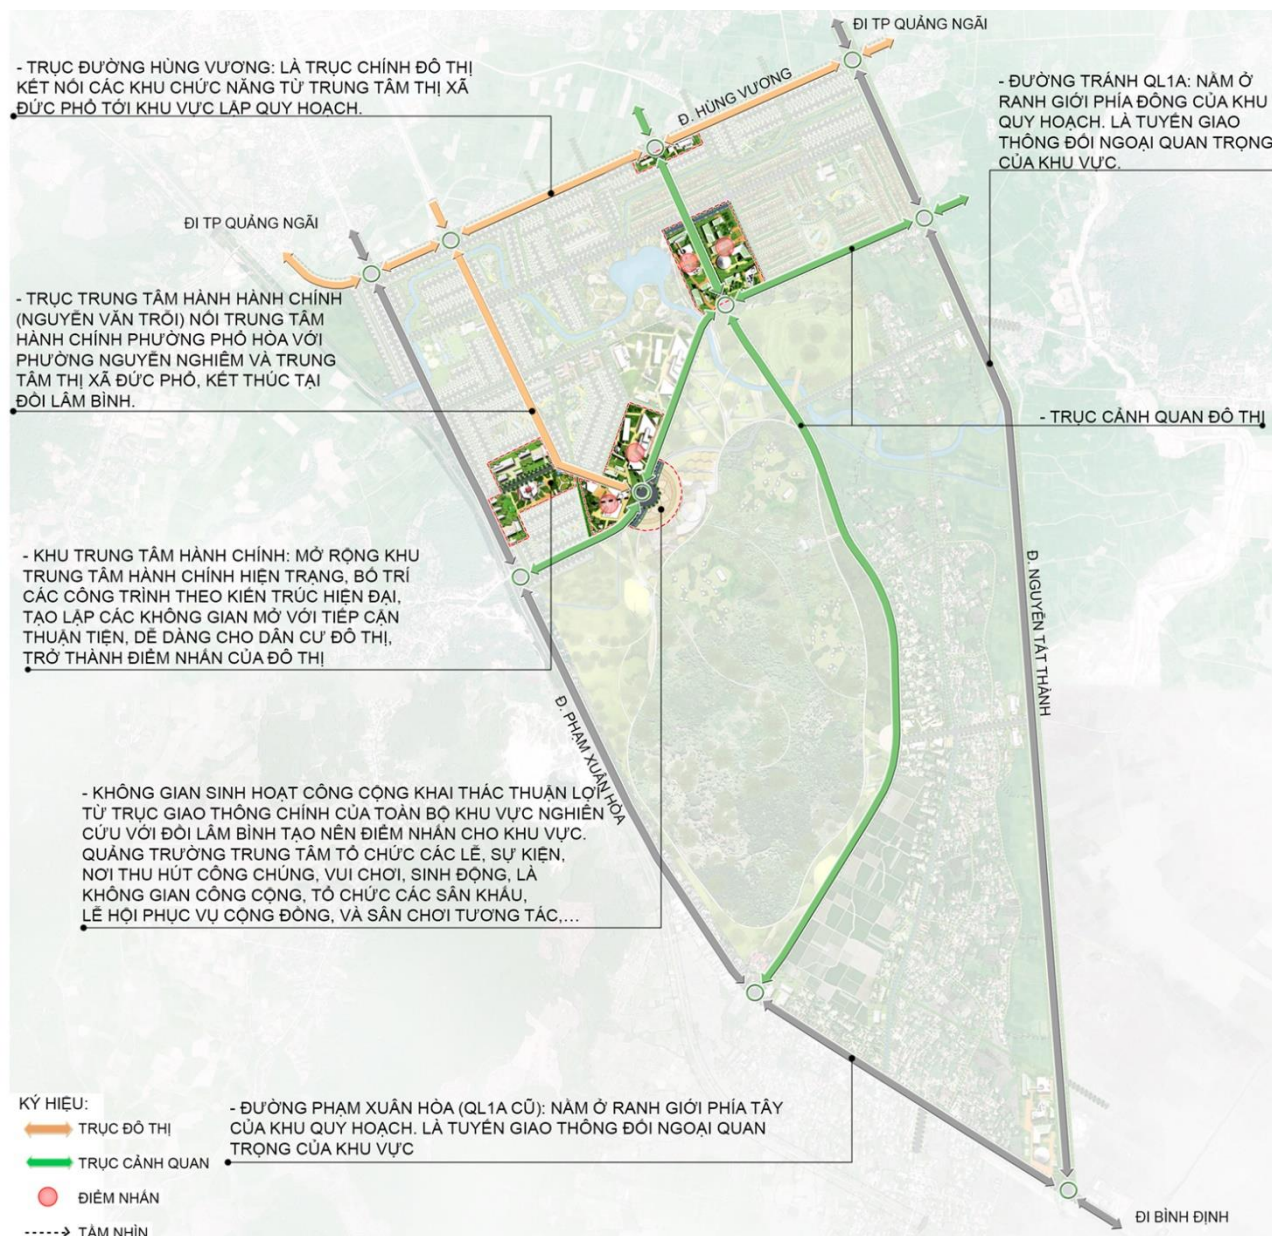 ĐI TP QUẢNG NGÃI
- TRỤC ĐƯỜNG HÙNG VƯƠNG: LÀ TRỤC CHÍNH ĐÔ THỊ
KẾT NỐI CÁC KHU CHỨC NĂNG TỪ TRUNG TÂM THỊ XÃ
ĐỨC PHỔ TỚI KHU VỰC LẬP QUY HOẠCH.
Đ. HÙNG VƯƠNG
- ĐƯỜNG TRÁNH QL1A: NẰM Ở
RANH GIỚI PHÍA ĐÔNG CỦA KHU
QUY HOẠCH. LÀ TUYẾN GIAO
THÔNG ĐỐI NGOẠI QUAN TRỌNG
CỦA KHU VỰC.
ĐI TP QUẢNG NGÃI
- TRỤC TRUNG TÂM HÀNH HÀNH CHÍNH
(NGUYỄN VĂN TRỖI) NỐI TRUNG TÂM
HÀNH CHÍNH PHƯỜNG PHỔ HÒA VỚI
PHƯỜNG NGUYỄN NGHIÊM VÀ TRUNG
TÂM THỊ XÃ ĐỨC PHỔ, KẾT THÚC TẠI
ĐỒI LÂM BÌNH.
- TRỤC CẢNH QUAN ĐÔ THỊ
- KHU TRUNG TÂM HÀNH CHÍNH: MỞ RỘNG KHU
TRUNG TÂM HÀNH CHÍNH HIỆN TRẠNG, BỐ TRÍ
CÁC CÔNG TRÌNH THEO KIẾN TRÚC HIỆN ĐẠI,
TẠO LẬP CÁC KHÔNG GIAN MỞ VỚI TIẾP CẬN
THUẬN TIỆN, DỄ DÀNG CHO DÂN CƯ ĐÔ THỊ,
TRỞ THÀNH ĐIỂM NHẤN CỦA ĐÔ THỊ
Đ. NGUYỄN TẤT THÀNH
Đ. PHẠM XUÂN HÒA
- KHÔNG GIAN SINH HOẠT CÔNG CỘNG KHAI THÁC THUẬN LỢI
TỪ TRỤC GIAO THÔNG CHÍNH CỦA TOÀN BỘ KHU VỰC NGHIÊN
CỨU VỚI ĐỒI LÂM BÌNH TẠO NÊN ĐIỂM NHẤN CHO KHU VỰC.
QUẢNG TRƯỜNG TRUNG TÂM TỔ CHỨC CÁC LỄ, SỰ KIỆN,
NƠI THU HÚT CÔNG CHÚNG, VUI CHƠI, SINH ĐỘNG, LÀ
KHÔNG GIAN CÔNG CỘNG, TỔ CHỨC CÁC SÂN KHẤU,
LỄ HỘI PHỤC VỤ CỘNG ĐỒNG, VÀ SÂN CHƠI TƯƠNG TÁC,...
KÝ HIỆU:
TRỤC ĐÔ THỊ
TRỤC CẢNH QUAN
ĐIỂM NHẤN
TẦM NHÌN
- ĐƯỜNG PHẠM XUÂN HÒA (QL1A CŨ): NẰM Ở RANH GIỚI PHÍA TÂY
CỦA KHU QUY HOẠCH. LÀ TUYẾN GIAO THÔNG ĐỐI NGOẠI QUAN
TRỌNG CỦA KHU VỰC
ĐI BÌNH ĐỊNH